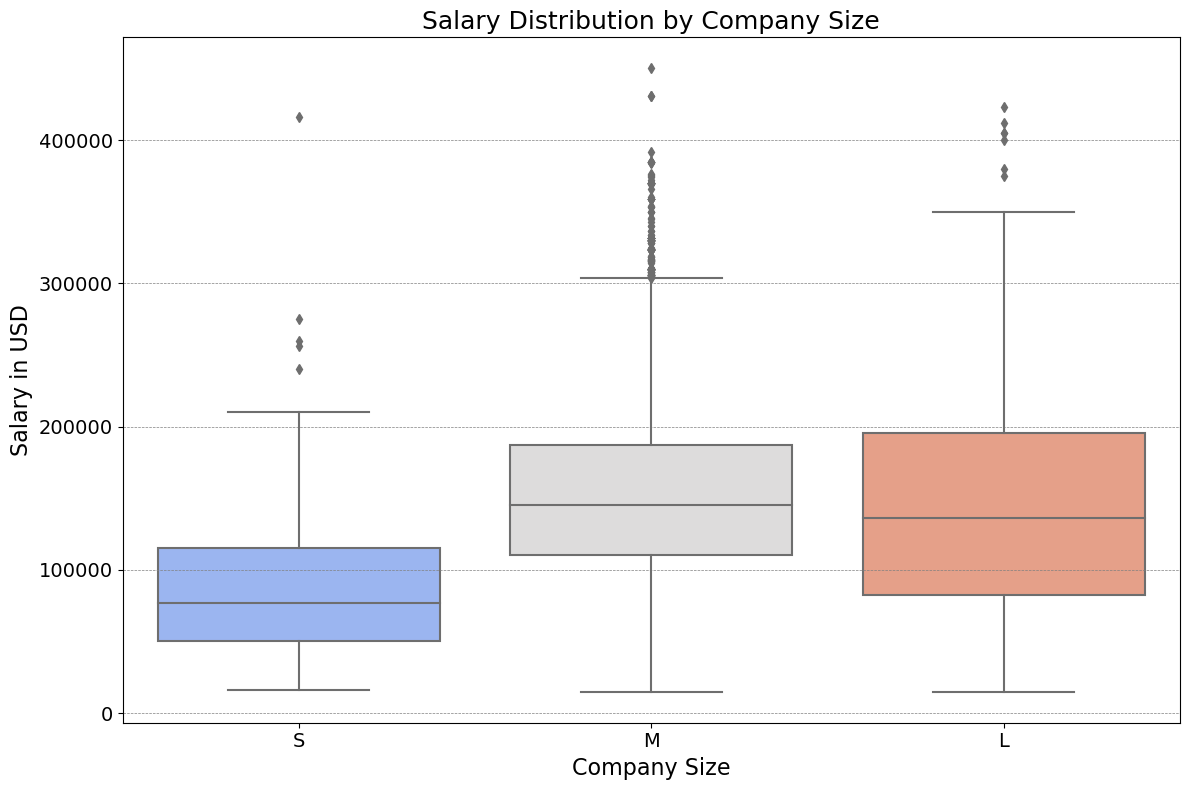 Salary Distribution by Company Size
Salary in USD
400000
300000
200000
100000
0
S
M
L
Company Size